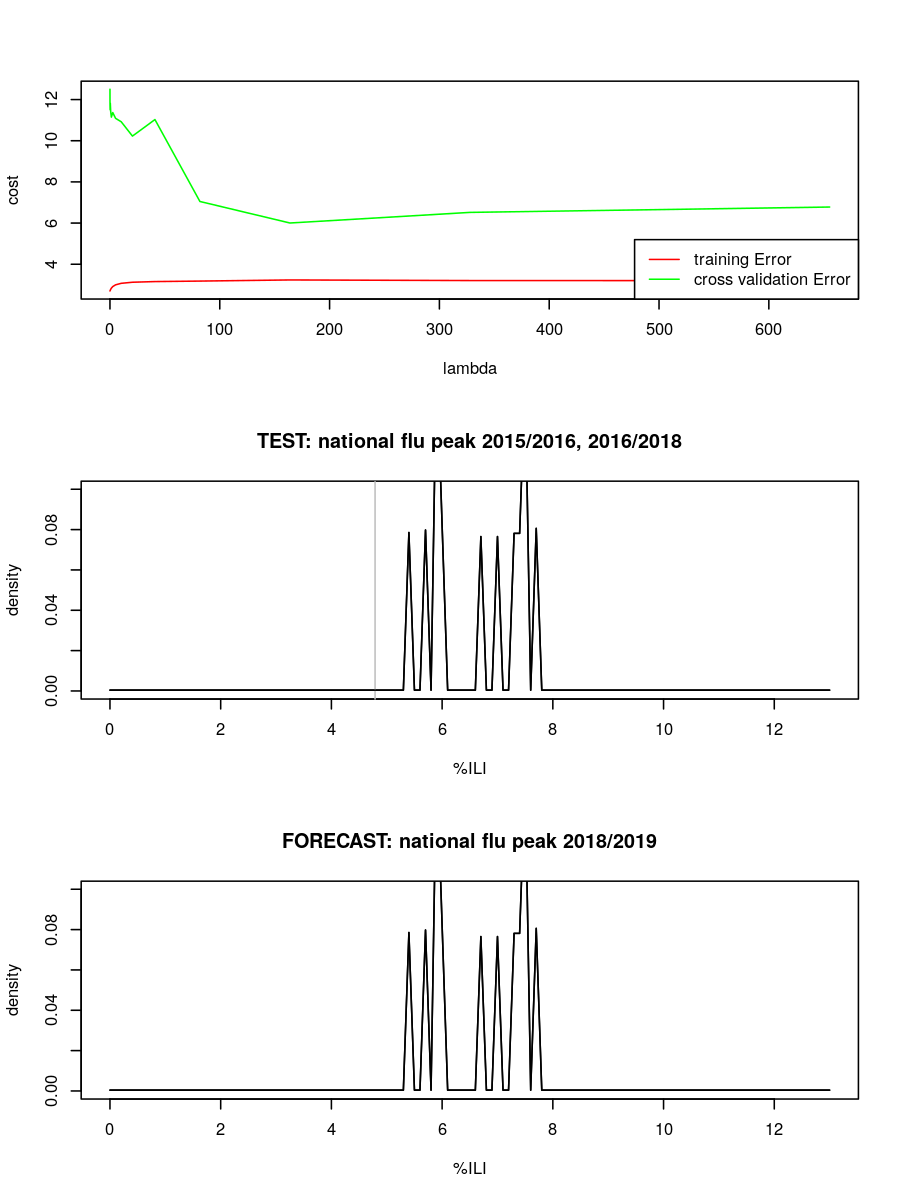 12
10
8
6
4
cost
training Error
cross validation Error
0 100 200 300 400 500 600
lambda
TEST: national flu peak 2015/2016, 2016/2018
0.08
0.04
0.00
density
0 2 4 6 8 10 12
%ILI
FORECAST: national flu peak 2018/2019
0.08
0.04
0.00
density
0 2 4 6 8 10 12
%ILI